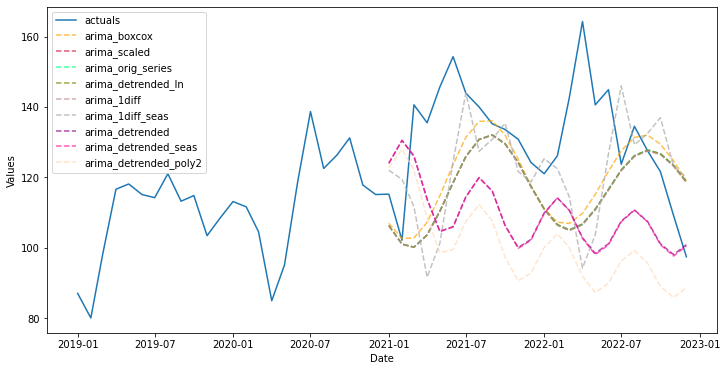 actuals
arima_boxcox
arima_scaled
arima_orig_series
arima_detrended_ln
arima_1diff
arima_1diff_seas
arima_detrended
arima_detrended_seas
arima_detrended_poly2
160
140
120
100
80
Values
2019-01 2019-07 2020-01 2020-07 2021-01 2021-07 2022-01 2022-07 2023-01
Date